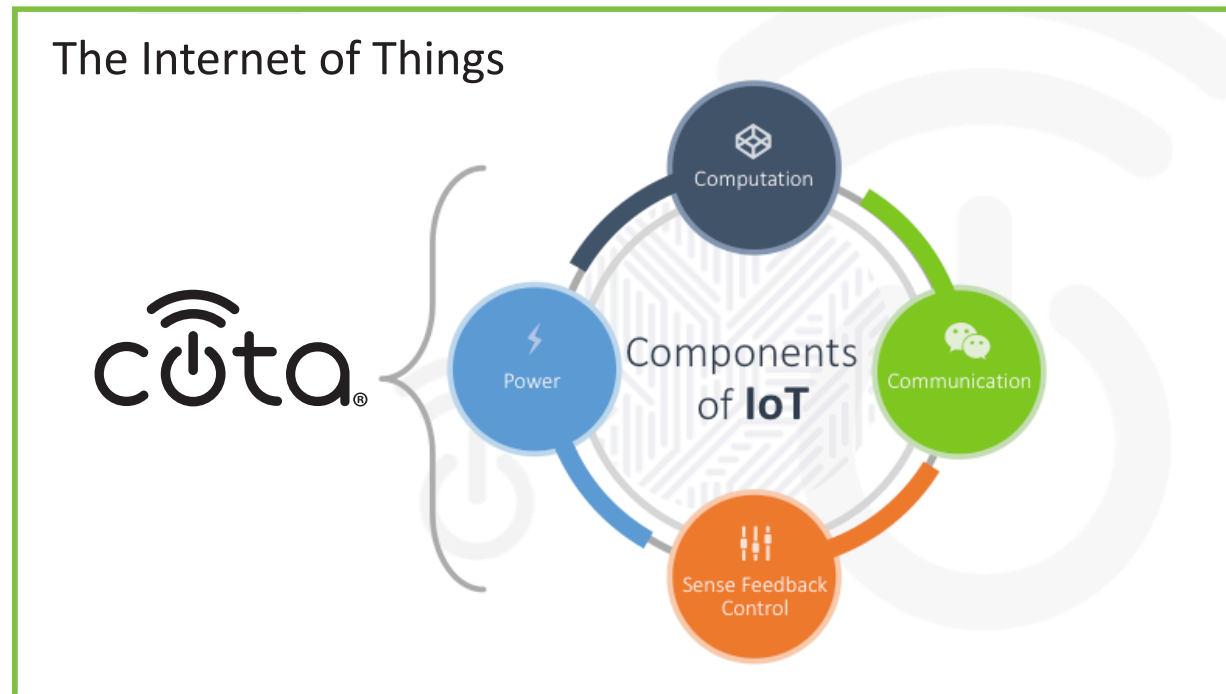 The Internet of Things
Computation
cota®
Power
Components
of IoT
Communication
Sense Feedback
Control